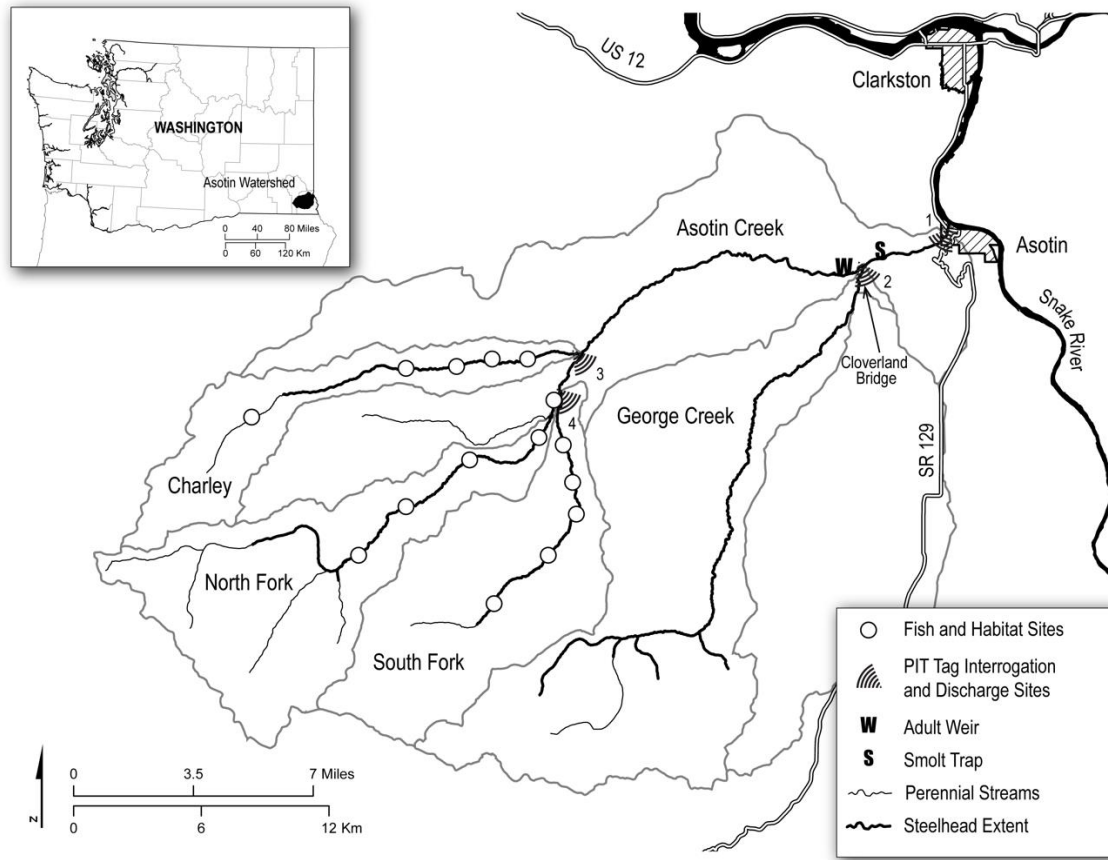 WASHINGTON
Asotin Watershed
0 40 80 Miles
0 60 120 Km
US 12
Clarkston
Asotin Creek
1
W
S
Asotin
2
Cloverland
Bridge
Snake River
3
George Creek
4
SR 129
Charley
North Fork
South Fork
Fish and Habitat Sites
PIT Tag Interrogation
and Discharge Sites
W Adult Weir
S Smolt Trap
Perennial Streams
Steelhead Extent
N
0 3.5 7 Miles
0 6 12 Km